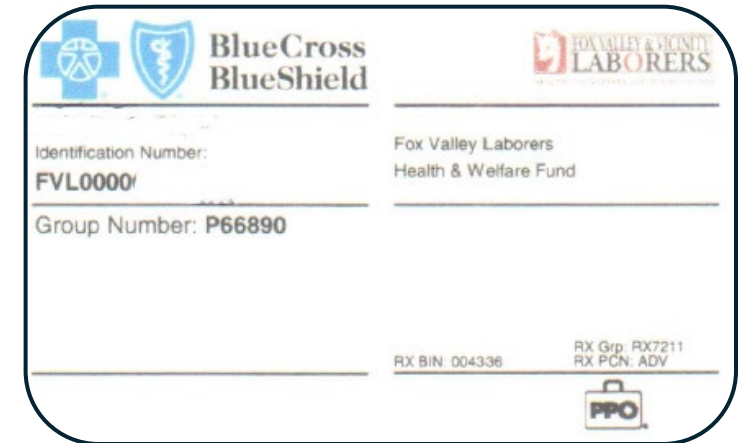 BlueCross
BlueShield
FOX VALLEY & VICINITY
LABORERS
Identification Number:
FVL0000
Fox Valley Laborers
Health & Welfare Fund
Group Number: P66890
RX BIN: 004336
RX Grp: RX7211
RX PCN: ADV
PPO